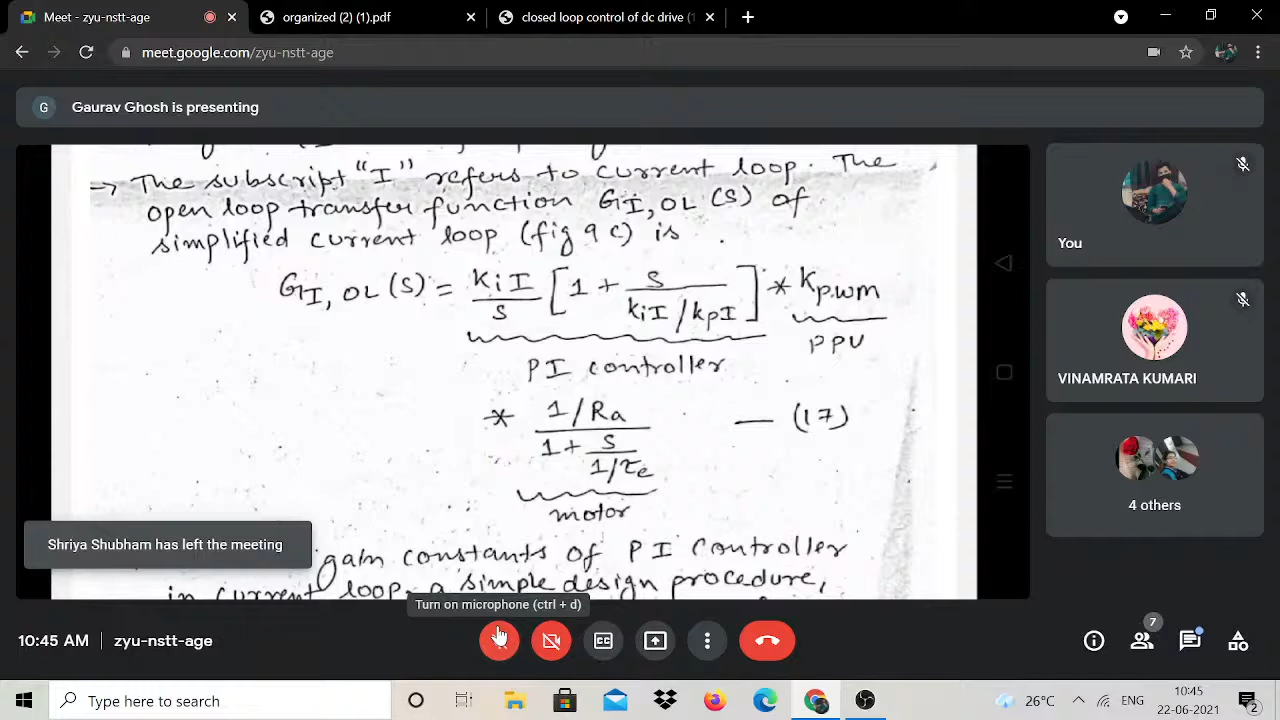 Meet - zyu-nstt-age
organized (2) (1).pdf
closed loop control of dc drive (1
meet.google.com/zyu-nstt-age
G Gaurav Ghosh is presenting
→ The subscript "I" refers to current loop. The
open loop transfer function GI,OL (S) of
simplified current loop (fig 9 c) is
GI, OL (S) = kiI/s [1 + s/(kiI/kpI)] * kpwm
PPU
PI controller
* (1/Ra)/(1 + s/(1/τe)) — (17)
motor
gain constants of PI controller
in current loop, a simple design procedure,
You
VINAMRATA KUMARI
4 others
Shriya Shubham has left the meeting
Turn on microphone (ctrl + d)
10:45 AM zyu-nstt-age
7
Type here to search
26°C
ENG
10:45
22-06-2021
2